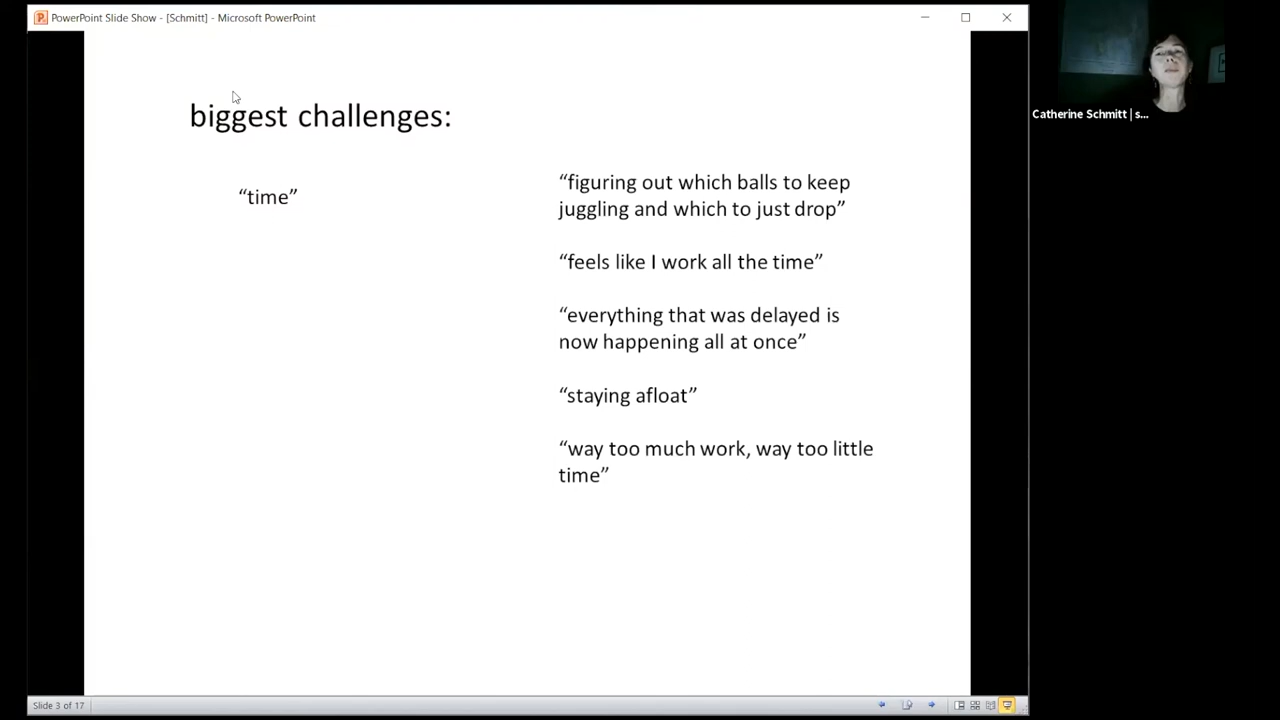 PowerPoint Slide Show - [Schmitt] - Microsoft PowerPoint
biggest challenges:
“time”
“figuring out which balls to keep
juggling and which to just drop”
“feels like I work all the time”
“everything that was delayed is
now happening all at once”
“staying afloat”
“way too much work, way too little
time”
Catherine Schmitt | s...
Slide 3 of 17